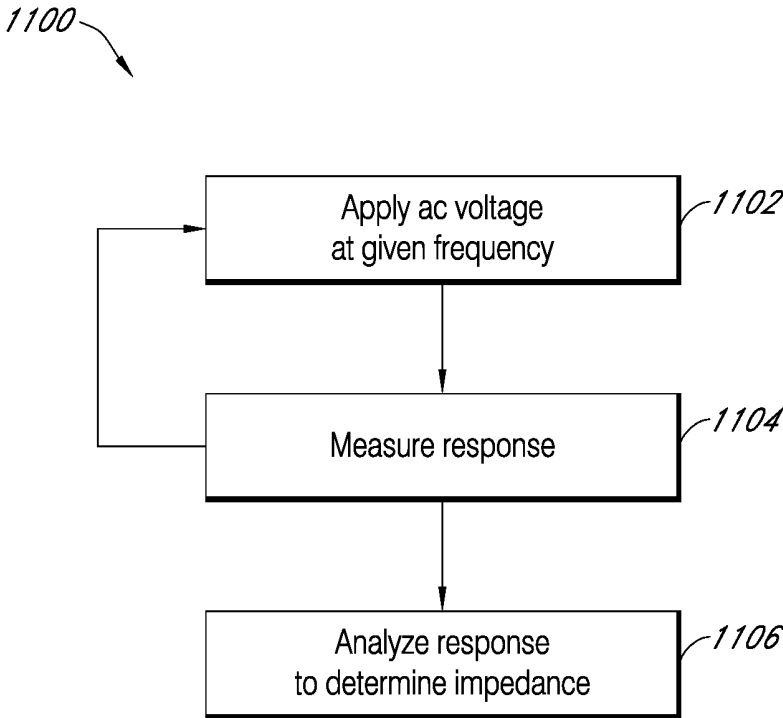 1100
Apply ac voltage
at given frequency
1102
Measure response
1104
Analyze response
to determine impedance
1106